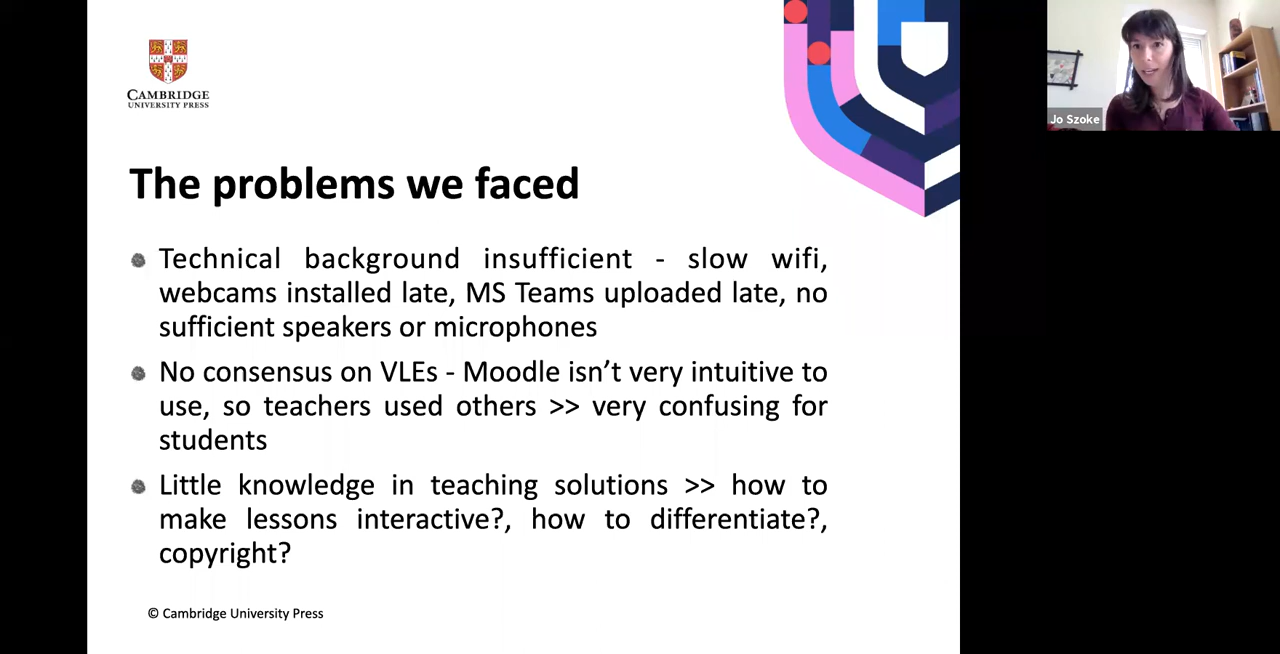 CAMBRIDGE
UNIVERSITY PRESS
Jo Szoke
The problems we faced
Technical background insufficient - slow wifi,
webcams installed late, MS Teams uploaded late, no
sufficient speakers or microphones
No consensus on VLEs - Moodle isn’t very intuitive to
use, so teachers used others >> very confusing for
students
Little knowledge in teaching solutions >> how to
make lessons interactive?, how to differentiate?,
copyright?
© Cambridge University Press